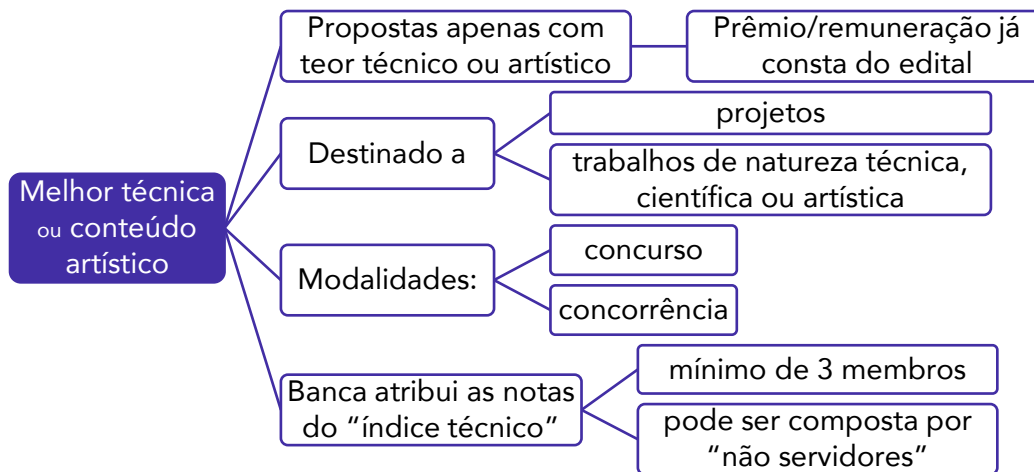 Melhor técnica
ou conteúdo
artístico
Propostas apenas com
teor técnico ou artístico
Prêmio/remuneração já
consta do edital
Destinado a
projetos
trabalhos de natureza técnica,
científica ou artística
Modalidades:
concurso
concorrência
Banca atribui as notas
do “índice técnico”
mínimo de 3 membros
pode ser composta por
“não servidores”